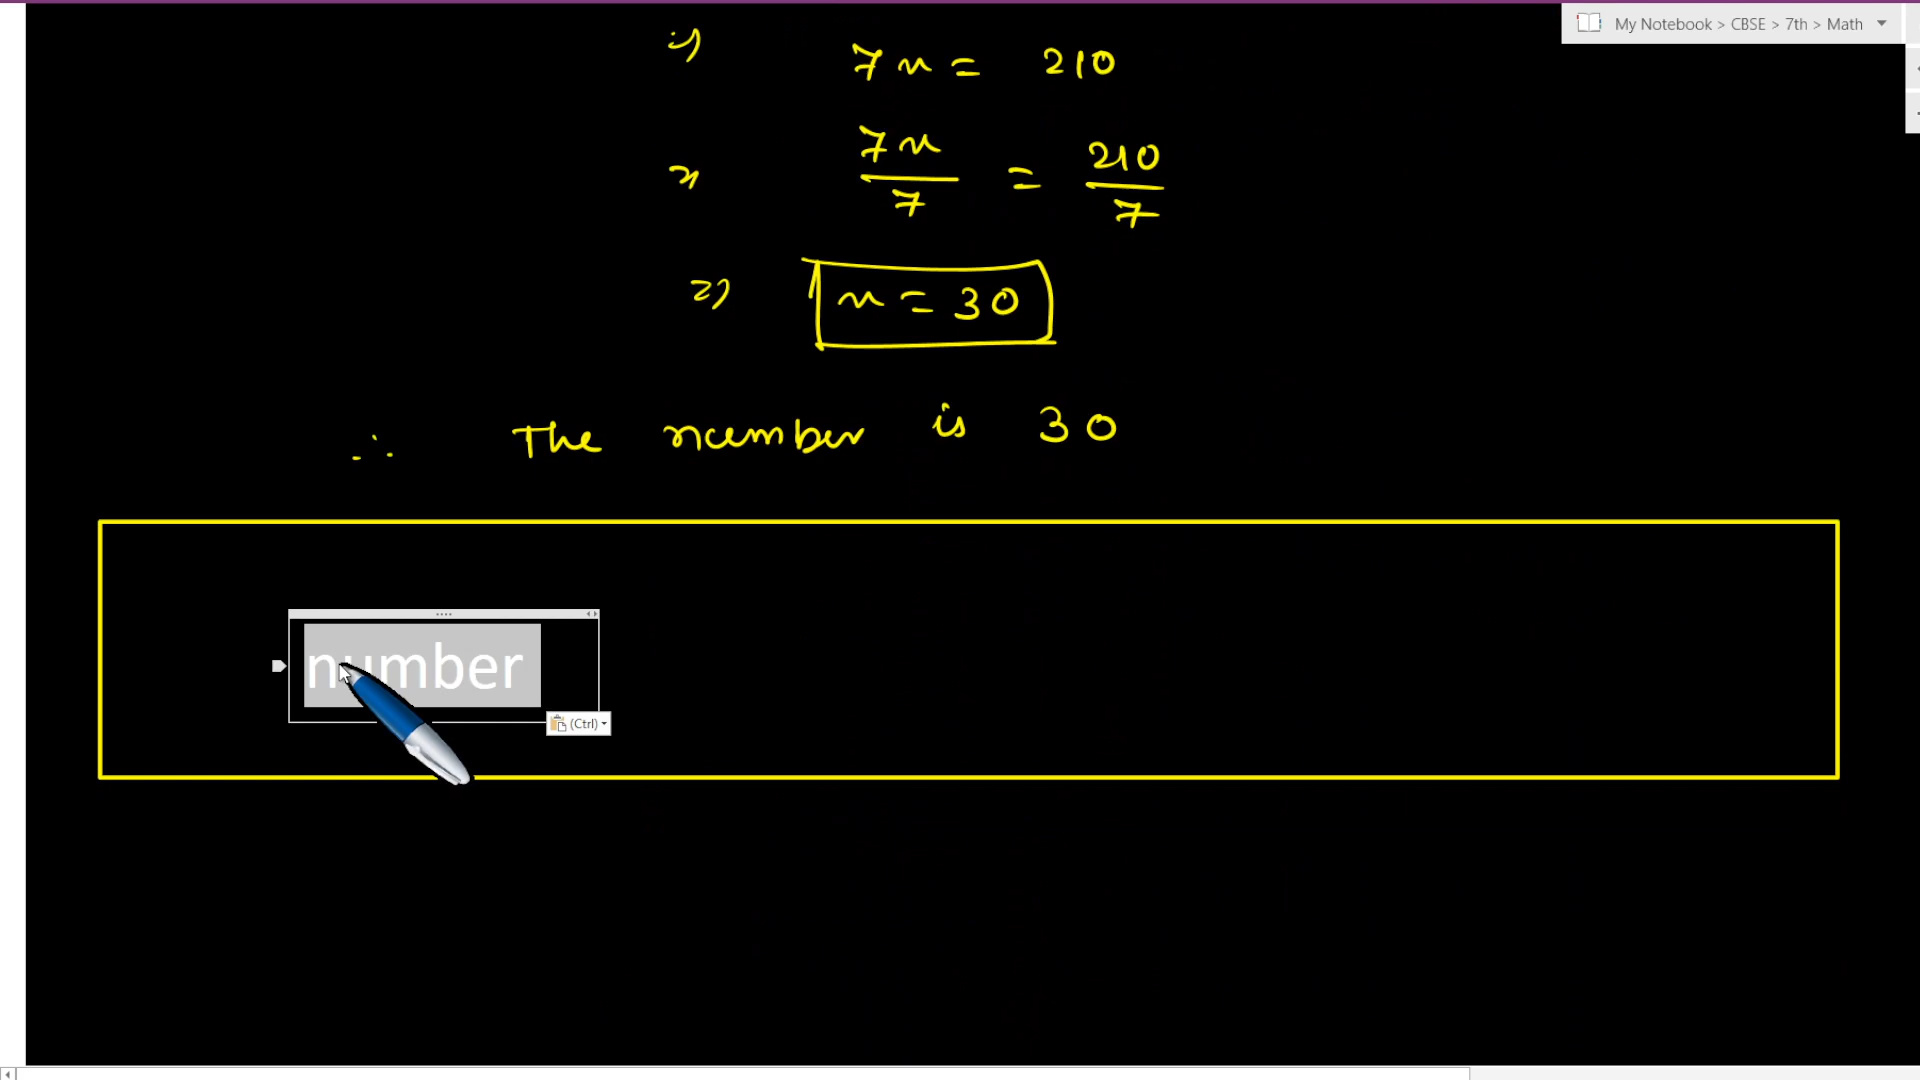 My Notebook > CBSE > 7th > Math
⇒ 7x = 210
⇒ 7x/7 = 210/7
⇒ x = 30
∴ The number is 30
number
(Ctrl)